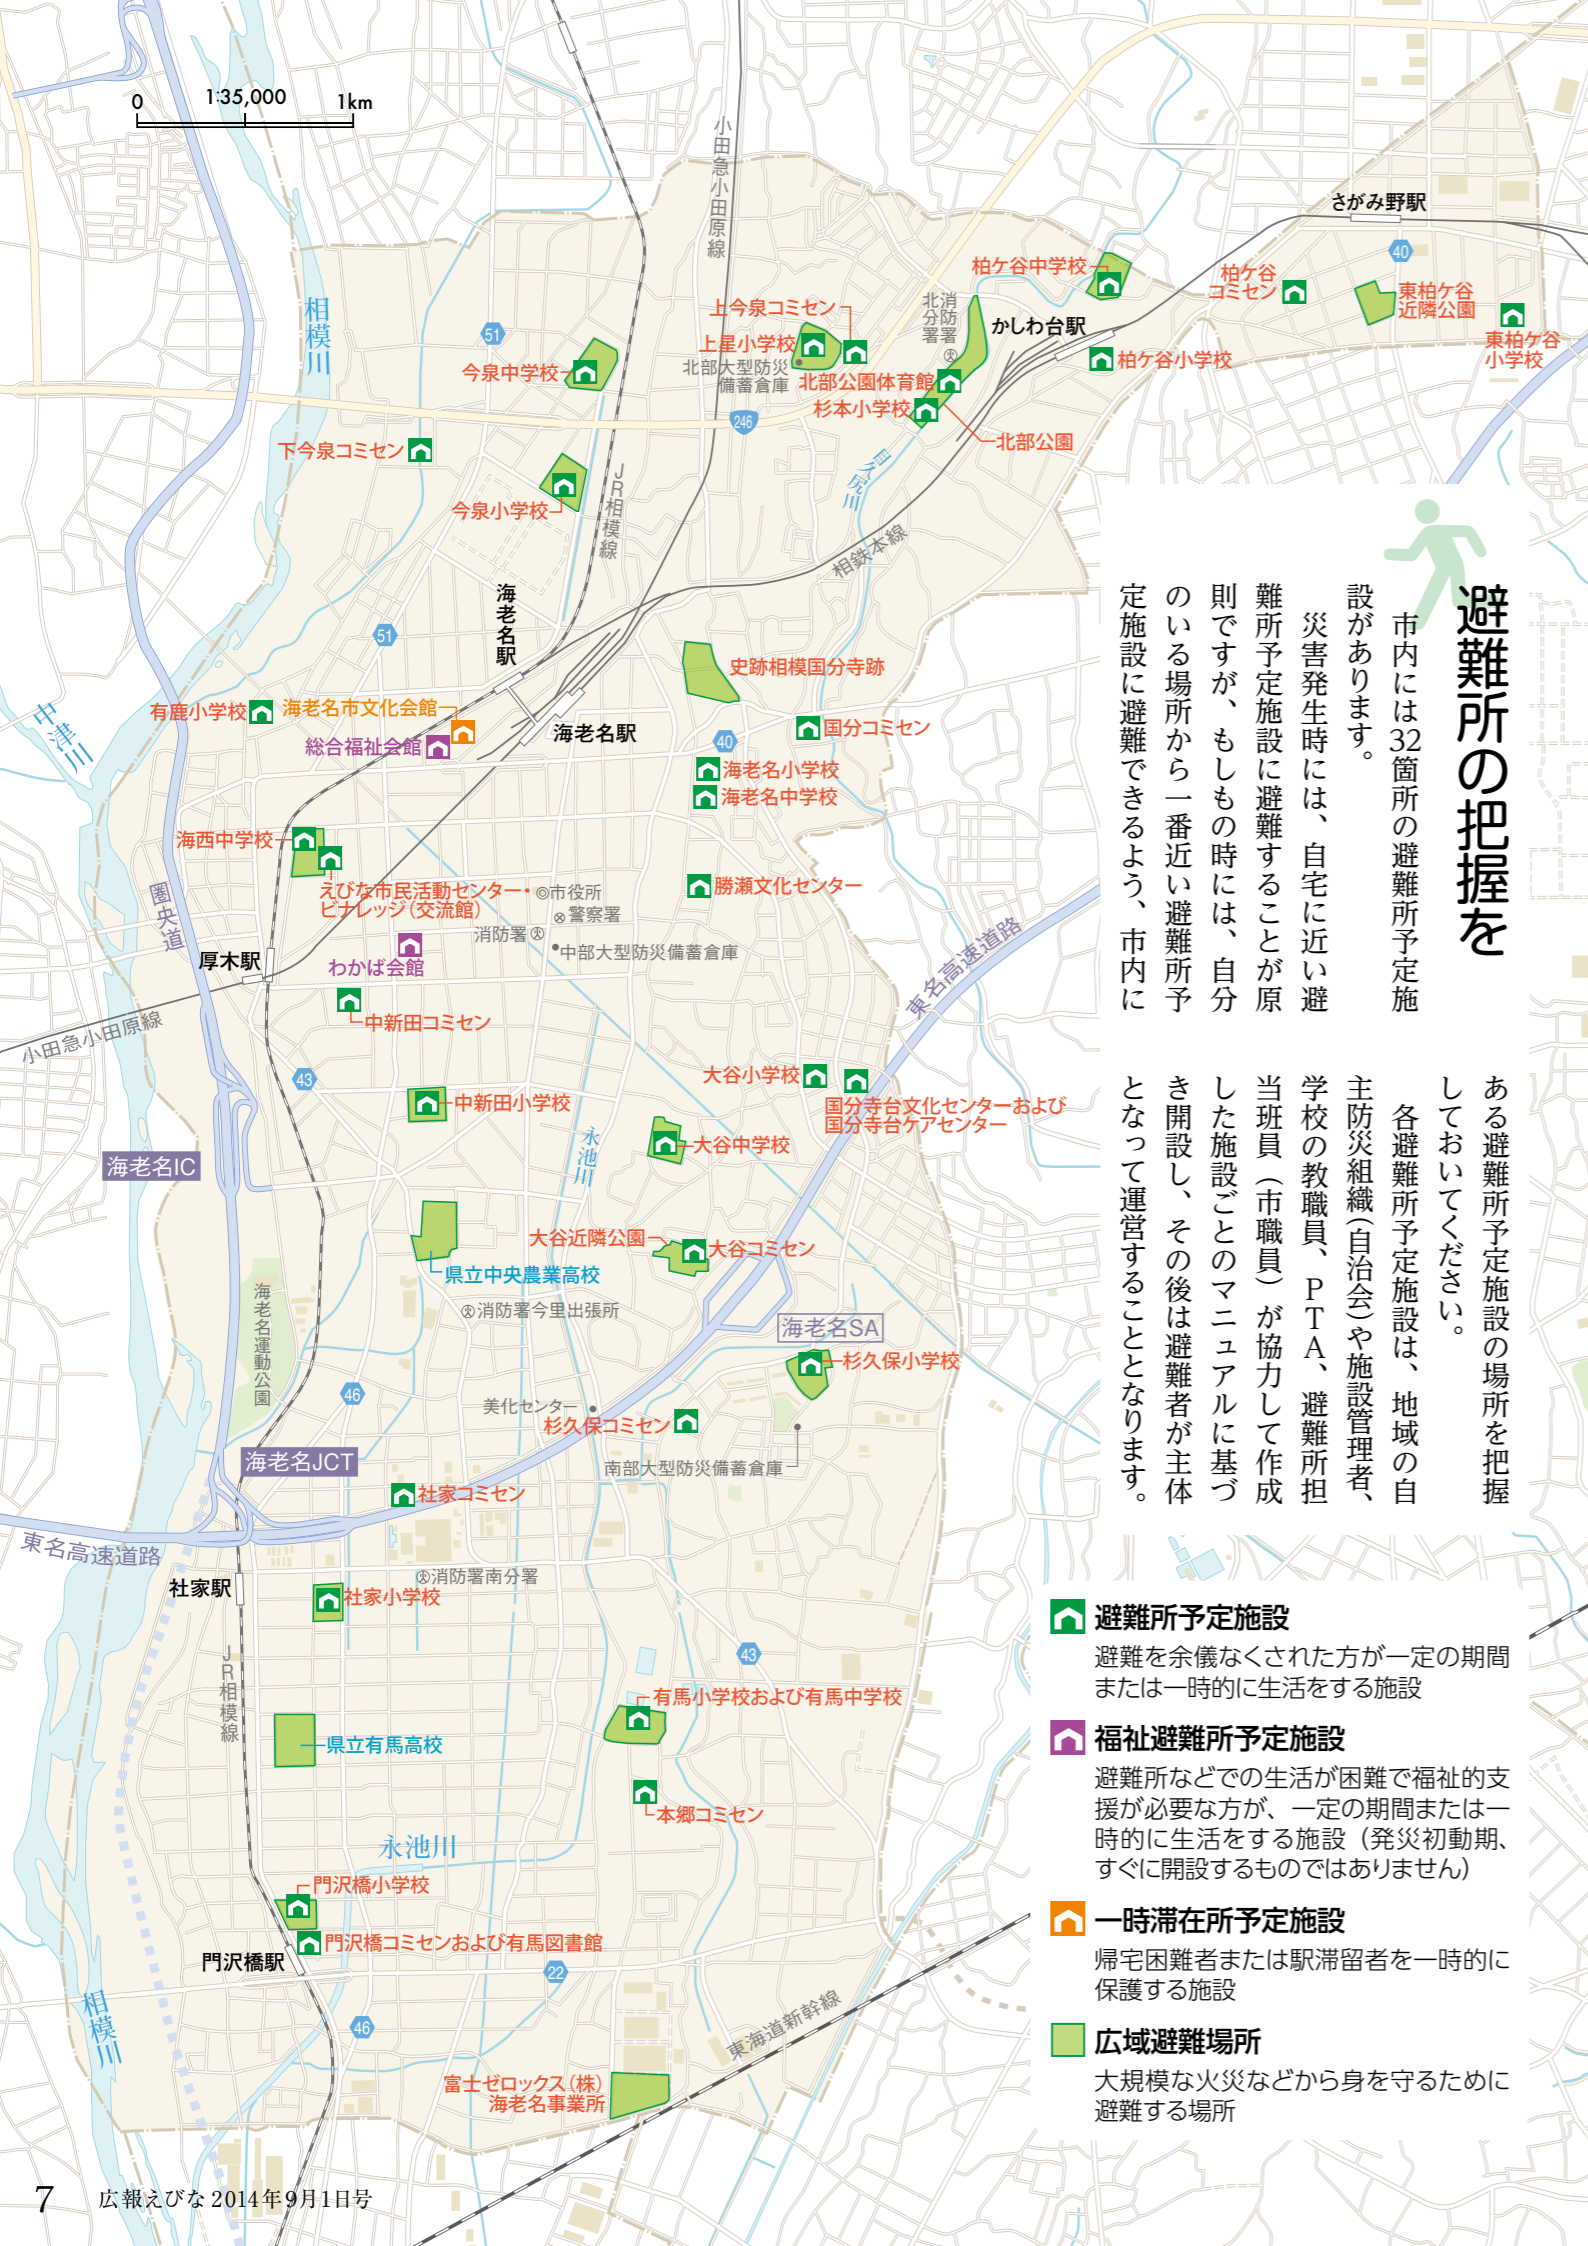 避難所の把握を
市内には32箇所の避難所予定施
設があります。
災害発生時には、自宅に近い避
難所予定施設に避難することが原
則ですが、もしもの時には、自分
のいる場所から一番近い避難所予
定施設に避難できるよう、市内に
ある避難所予定施設の場所を把握
しておいてください。
各避難所予定施設は、地域の自
主防災組織(自治会)や施設管理者、
学校の教職員、PTA、避難所担
当班員(市職員)が協力して作成
した施設ごとのマニュアルに基づ
き開設し、その後は避難者が主体
となって運営することとなります。
0 1:35,000 1km
小田急小田原線
さがみ野駅
40
柏ケ谷中学校
柏ケ谷
コミセン
東柏ケ谷
近隣公園
東柏ケ谷
小学校
相模川
51
上今泉コミセン
消防署
北分署
かしわ台駅
上星小学校
今泉中学校
北部大型防災
備蓄倉庫
北部公園体育館
柏ケ谷小学校
杉本小学校
246
北部公園
下今泉コミセン
目久尻川
JR相模線
今泉小学校
相鉄本線
海老名駅
51
史跡相模国分寺跡
中津川
有鹿小学校
海老名市文化会館
総合福祉会館
海老名駅
40
国分コミセン
海老名小学校
海老名中学校
海西中学校
圏央道
えびな市民活動センター・
ビナレッジ(交流館)
市役所
警察署
消防署
中部大型防災備蓄倉庫
勝瀬文化センター
東名高速道路
厚木駅
わかば会館
中新田コミセン
小田急小田原線
43
大谷小学校
国分寺台文化センターおよび
国分寺台ケアセンター
中新田小学校
永池川
大谷中学校
海老名IC
大谷近隣公園
大谷コミセン
県立中央農業高校
海老名運動公園
消防署今里出張所
海老名SA
杉久保小学校
46
美化センター
杉久保コミセン
南部大型防災備蓄倉庫
海老名JCT
社家コミセン
東名高速道路
社家駅
消防署南分署
社家小学校
JR相模線
43
有馬小学校および有馬中学校
県立有馬高校
本郷コミセン
永池川
門沢橋小学校
門沢橋コミセンおよび有馬図書館
門沢橋駅
22
相模川
46
東海道新幹線
富士ゼロックス(株)
海老名事業所
避難所予定施設
避難を余儀なくされた方が一定の期間
または一時的に生活をする施設
福祉避難所予定施設
避難所などでの生活が困難で福祉的支
援が必要な方が、一定の期間または一
時的に生活をする施設(発災初動期、
すぐに開設するものではありません)
一時滞在所予定施設
帰宅困難者または駅滞留者を一時的に
保護する施設
広域避難場所
大規模な火災などから身を守るために
避難する場所
7 広報えびな 2014年9月1日号